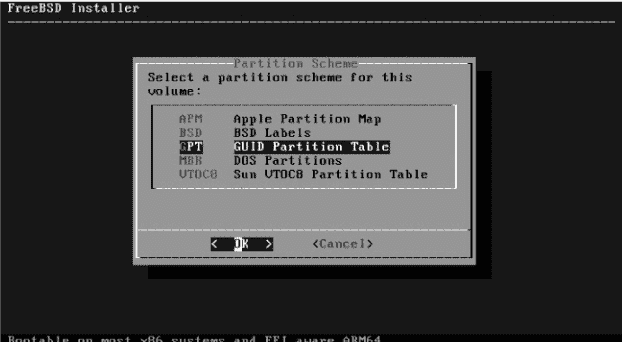 FreeBSD Installer
Partition Scheme
Select a partition scheme for this
volume:
APM Apple Partition Map
BSD BSD Labels
GPT GUID Partition Table
MBR DOS Partitions
VTOC8 Sun VTOC8 Partition Table
< OK > <Cancel>
Bootable on most x86 systems and EFI aware ARM64